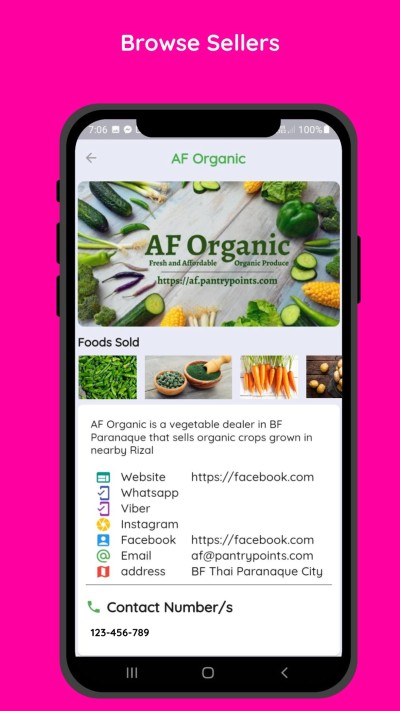 Browse Sellers
7:06 100%
AF Organic
AF Organic
Fresh and Affordable Organic Produce
https://af.pantrypoints.com
Foods Sold
AF Organic is a vegetable dealer in BF
Paranaque that sells organic crops grown in
nearby Rizal
Website https://facebook.com
Whatsapp
Viber
Instagram
Facebook https://facebook.com
Email af@pantrypoints.com
address BF Thai Paranaque City
Contact Number/s
123-456-789